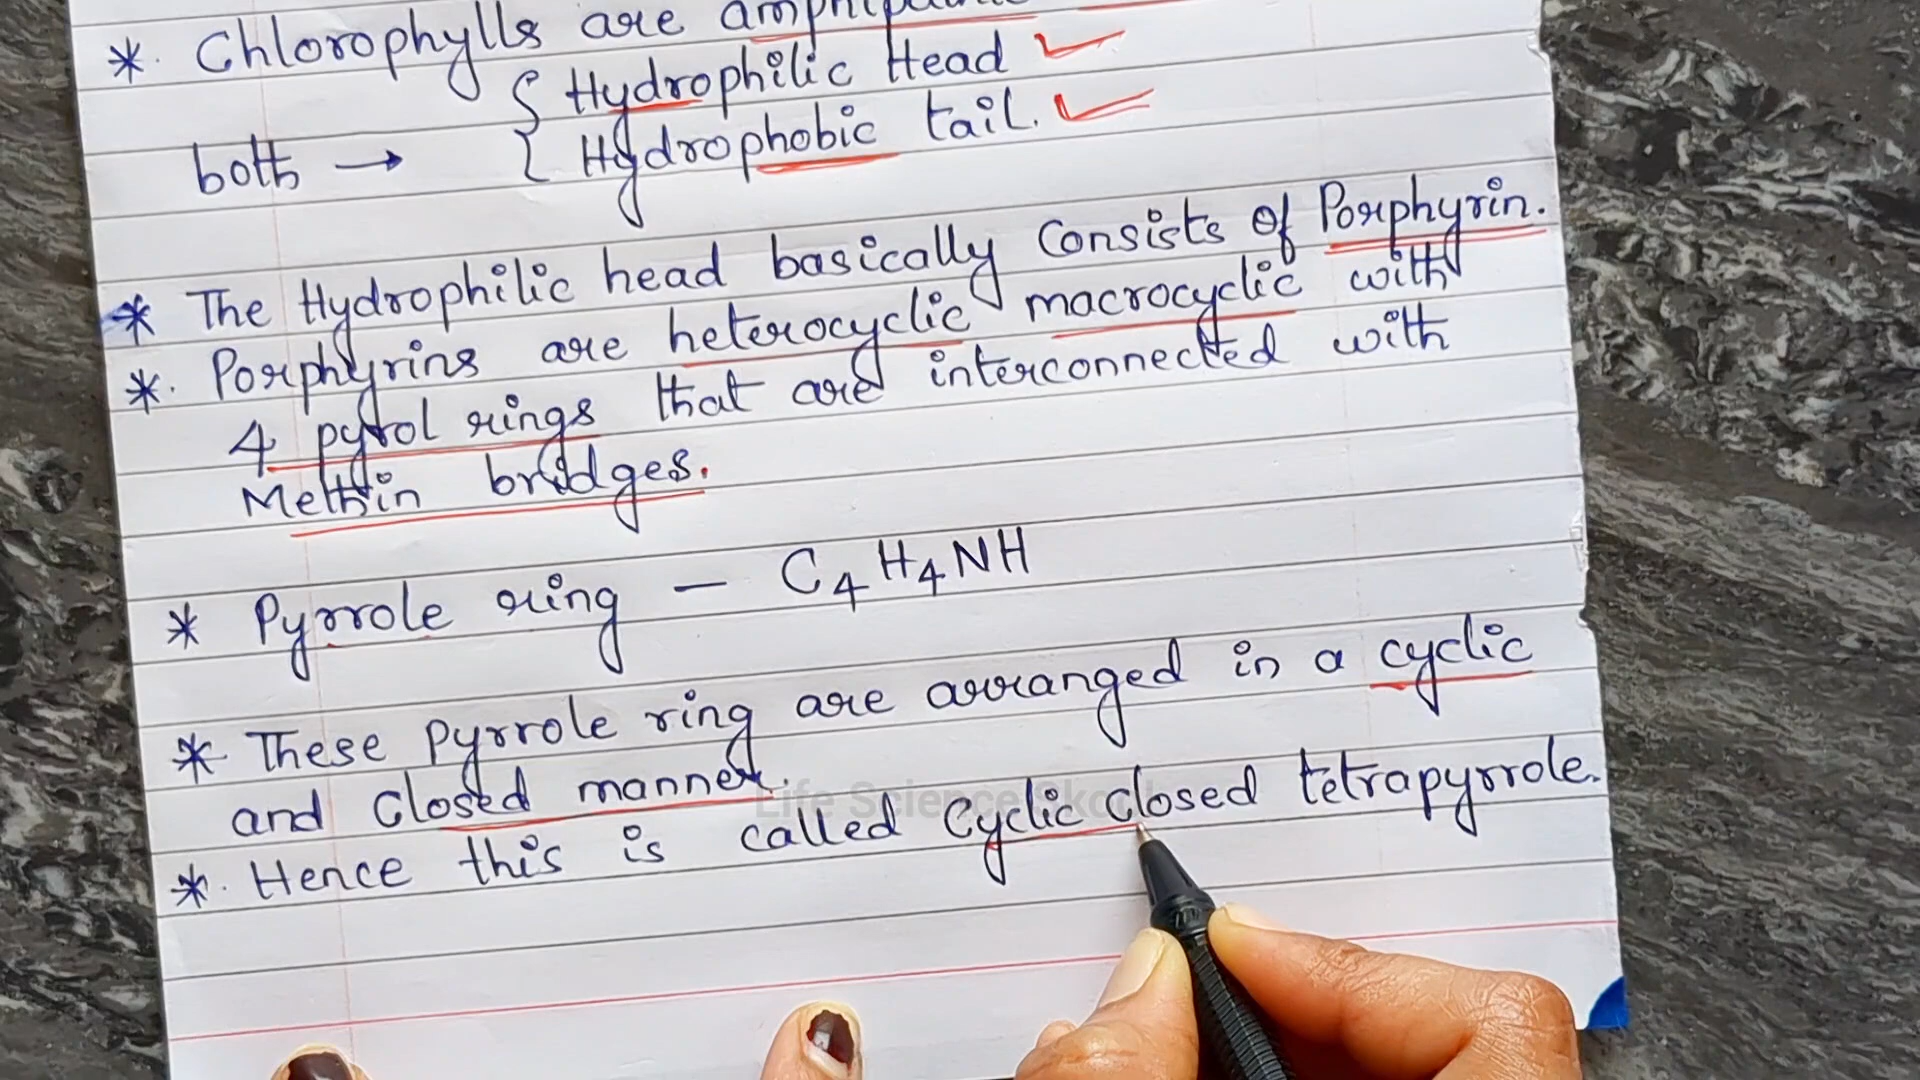 * Chlorophylls are
Hydrophilic Head
both → Hydrophobic tail.
* The Hydrophilic head basically Consists of Porphyrin.
* Porphyrins are heterocyclic macrocyclic with
4 pyrol rings that are interconnected with
Methin bridges.
* Pyrrole ring – C4H4NH
* These pyrrole ring are arranged in a cyclic
and Closed manner.
* Hence this is called Cyclic closed tetrapyrrole.
Life Science